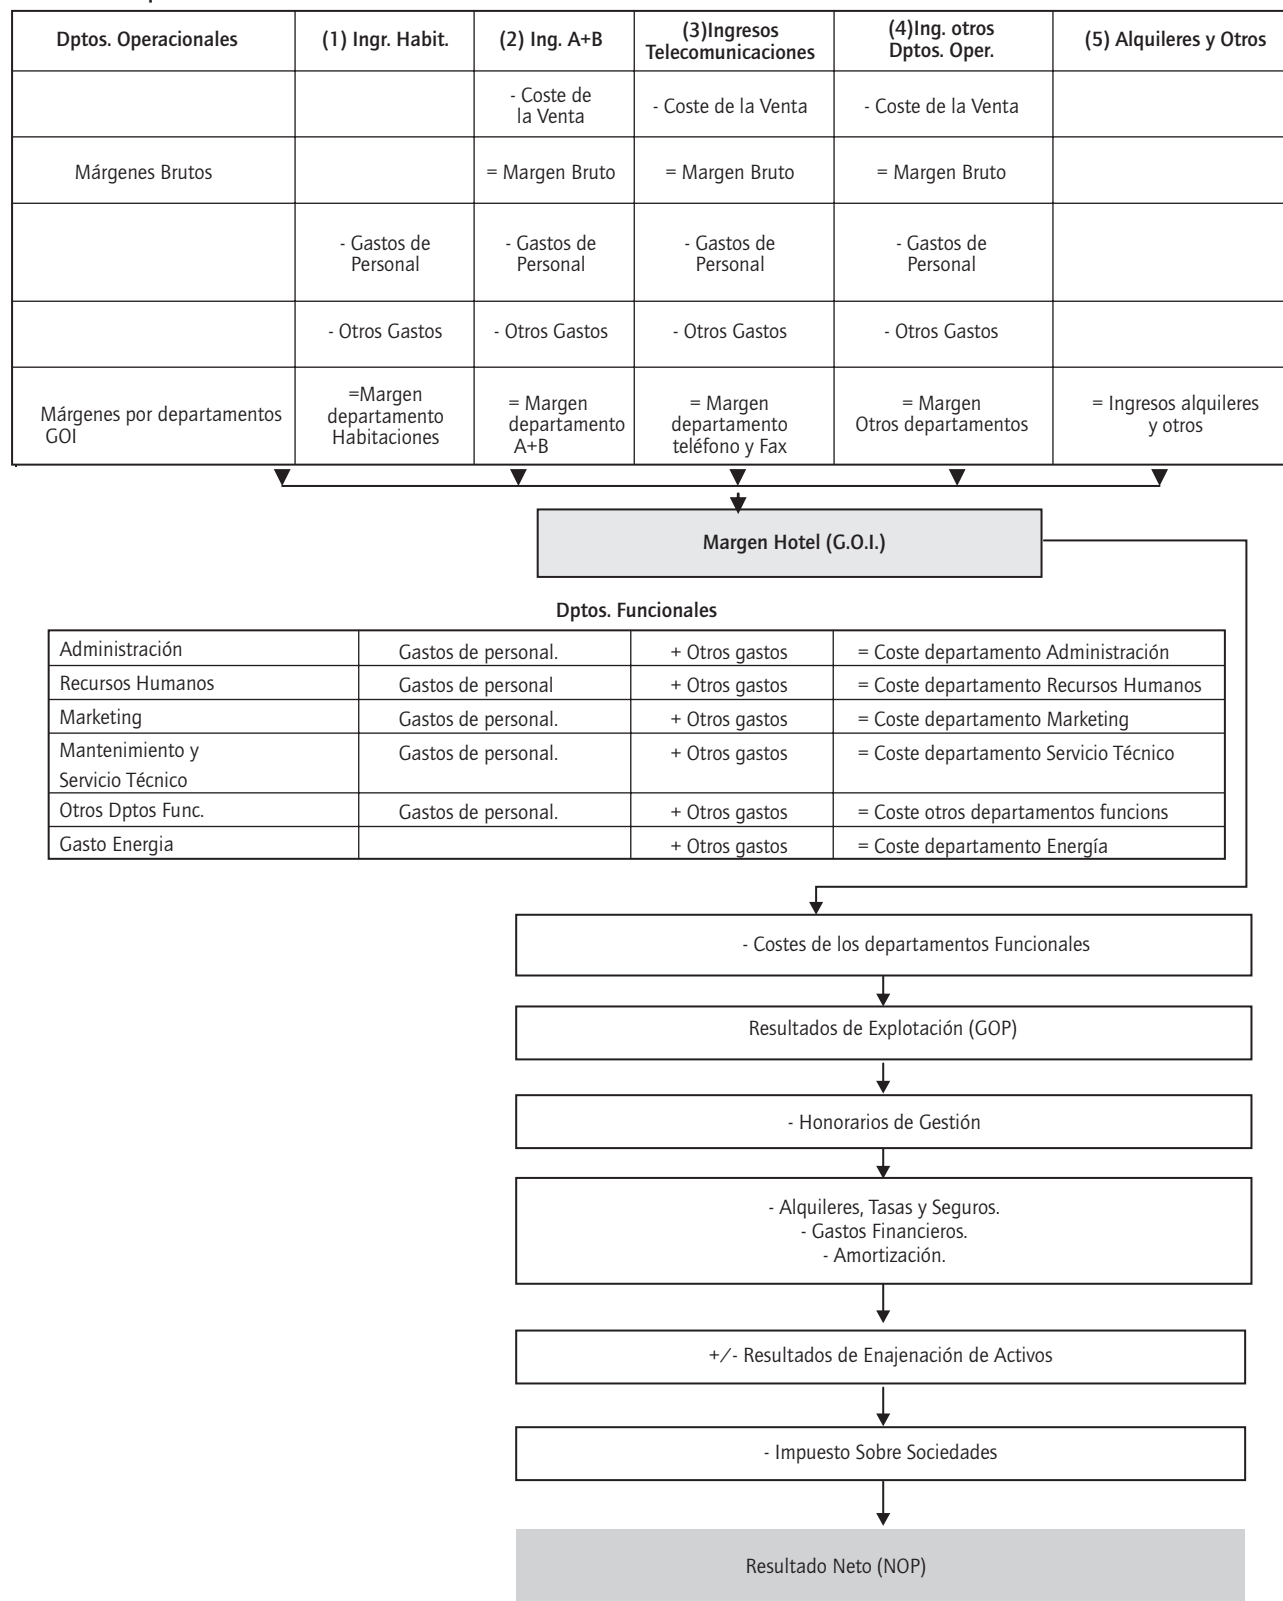 Dptos. Operacionales
(1) Ingr. Habit.
(2) Ing. A+B
(3)Ingresos
Telecomunicaciones
(4)Ing. otros
Dptos. Oper.
(5) Alquileres y Otros
- Coste de
la Venta
- Coste de la Venta
- Coste de la Venta
Márgenes Brutos
= Margen Bruto
= Margen Bruto
= Margen Bruto
- Gastos de
Personal
- Gastos de
Personal
- Gastos de
Personal
- Gastos de
Personal
- Otros Gastos
- Otros Gastos
- Otros Gastos
- Otros Gastos
Márgenes por departamentos
GOI
=Margen
departamento
Habitaciones
= Margen
departamento
A+B
= Margen
departamento
teléfono y Fax
= Margen
Otros departamentos
= Ingresos alquileres
y otros
Margen Hotel (G.O.I.)
Dptos. Funcionales
Administración
Gastos de personal.
+ Otros gastos
= Coste departamento Administración
Recursos Humanos
Gastos de personal
+ Otros gastos
= Coste departamento Recursos Humanos
Marketing
Gastos de personal.
+ Otros gastos
= Coste departamento Marketing
Mantenimiento y
Servicio Técnico
Gastos de personal.
+ Otros gastos
= Coste departamento Servicio Técnico
Otros Dptos Func.
Gastos de personal.
+ Otros gastos
= Coste otros departamentos funcions
Gasto Energia
+ Otros gastos
= Coste departamento Energía
- Costes de los departamentos Funcionales
Resultados de Explotación (GOP)
- Honorarios de Gestión
- Alquileres, Tasas y Seguros.
- Gastos Financieros.
- Amortización.
+/- Resultados de Enajenación de Activos
- Impuesto Sobre Sociedades
Resultado Neto (NOP)